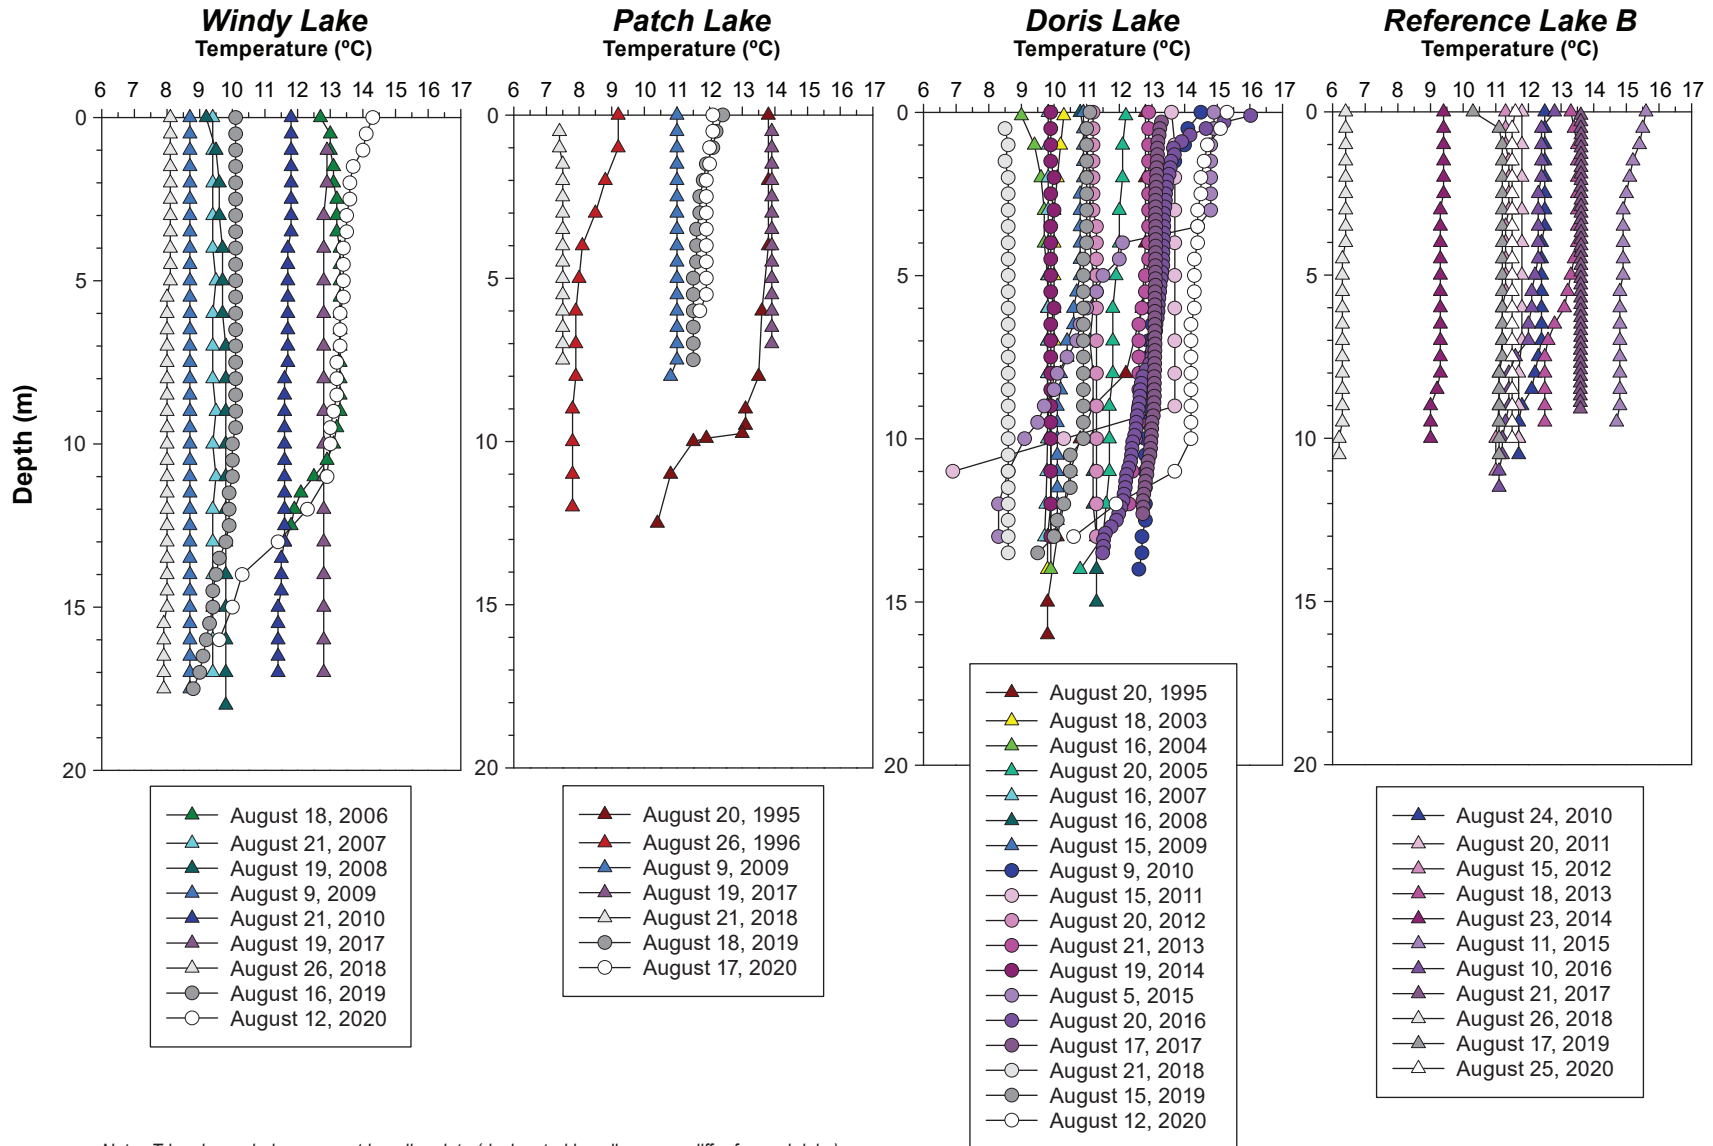 Windy Lake
Temperature (ºC)
6 7 8 9 10 11 12 13 14 15 16 17
Patch Lake
Temperature (ºC)
6 7 8 9 10 11 12 13 14 15 16 17
Doris Lake
Temperature (ºC)
6 7 8 9 10 11 12 13 14 15 16 17
Reference Lake B
Temperature (ºC)
6 7 8 9 10 11 12 13 14 15 16 17
Depth (m)
0
5
10
15
20
0
5
10
15
20
0
5
10
15
20
0
5
10
15
20
August 18, 2006
August 21, 2007
August 19, 2008
August 9, 2009
August 21, 2010
August 19, 2017
August 26, 2018
August 16, 2019
August 12, 2020
August 20, 1995
August 26, 1996
August 9, 2009
August 19, 2017
August 21, 2018
August 18, 2019
August 17, 2020
August 20, 1995
August 18, 2003
August 16, 2004
August 20, 2005
August 16, 2007
August 16, 2008
August 15, 2009
August 9, 2010
August 15, 2011
August 20, 2012
August 21, 2013
August 19, 2014
August 5, 2015
August 20, 2016
August 17, 2017
August 21, 2018
August 15, 2019
August 12, 2020
August 24, 2010
August 20, 2011
August 15, 2012
August 18, 2013
August 23, 2014
August 11, 2015
August 10, 2016
August 21, 2017
August 26, 2018
August 17, 2019
August 25, 2020